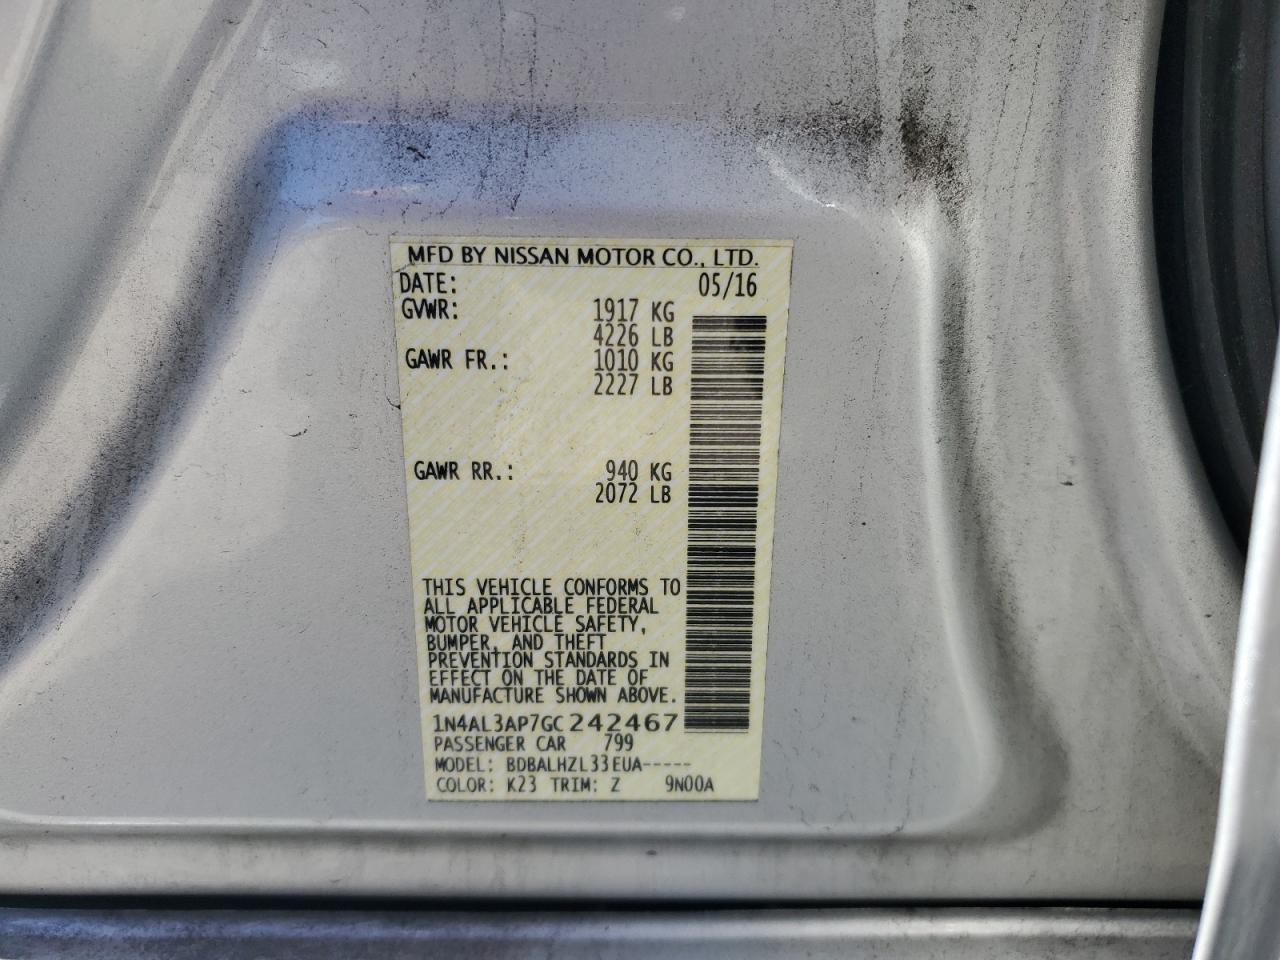 MFD BY NISSAN MOTOR CO., LTD.
DATE: 05/16
GVWR: 1917 KG
4226 LB
GAWR FR.: 1010 KG
2227 LB
GAWR RR.: 940 KG
2072 LB
THIS VEHICLE CONFORMS TO
ALL APPLICABLE FEDERAL
MOTOR VEHICLE SAFETY,
BUMPER, AND THEFT
PREVENTION STANDARDS IN
EFFECT ON THE DATE OF
MANUFACTURE SHOWN ABOVE.
1N4AL3AP7GC242467
PASSENGER CAR 799
MODEL: BDBALHZL33EUA-----
COLOR: K23 TRIM: Z 9N00A